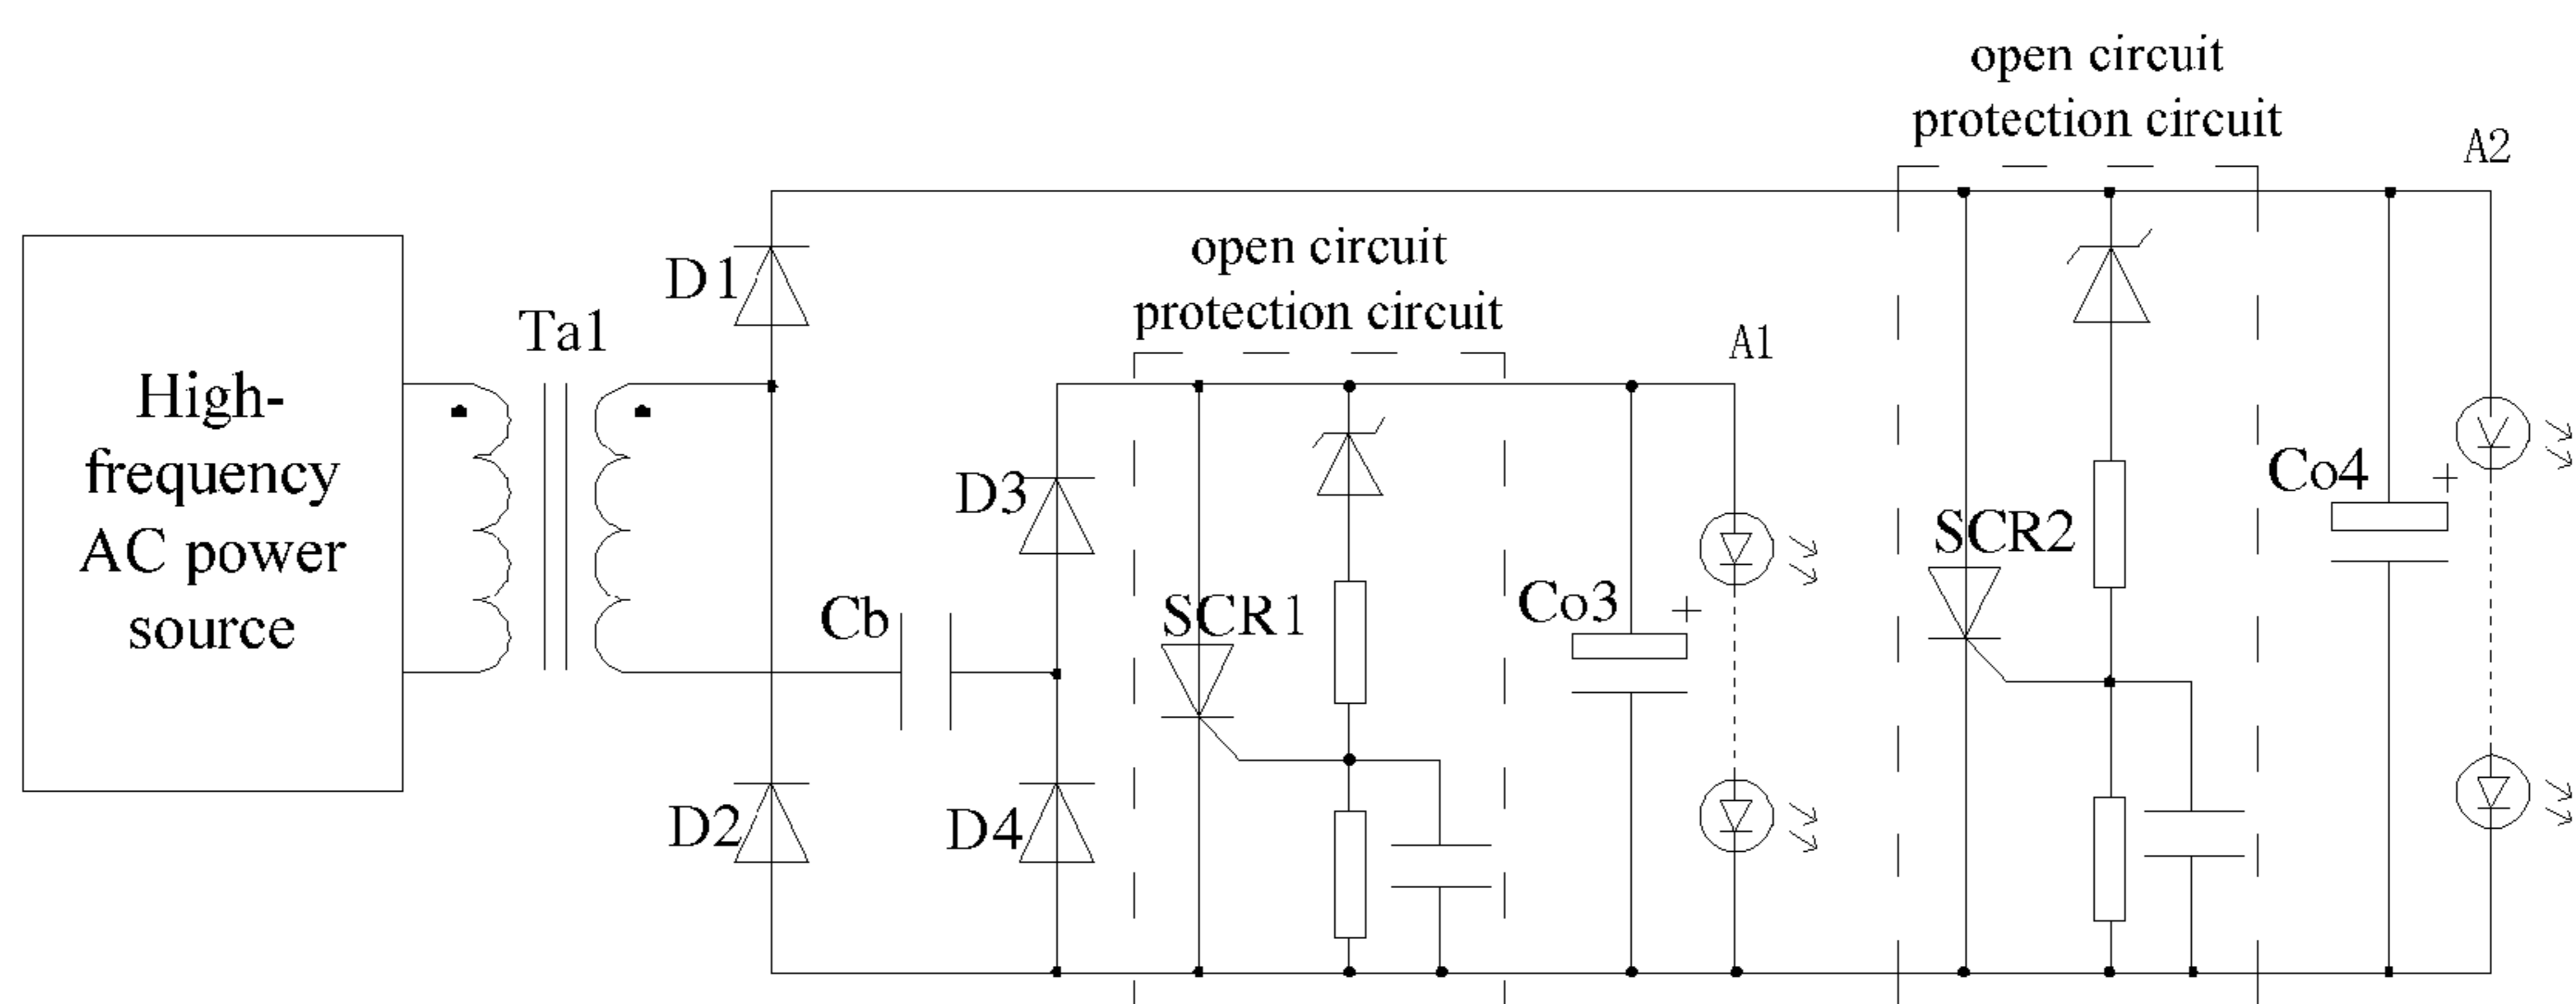 open circuit
protection circuit
A2
open circuit
protection circuit
D1
Ta1
A1
High-
frequency
AC power
source
D3
Co4
+
SCR2
Cb
SCR1
Co3
+
D2
D4